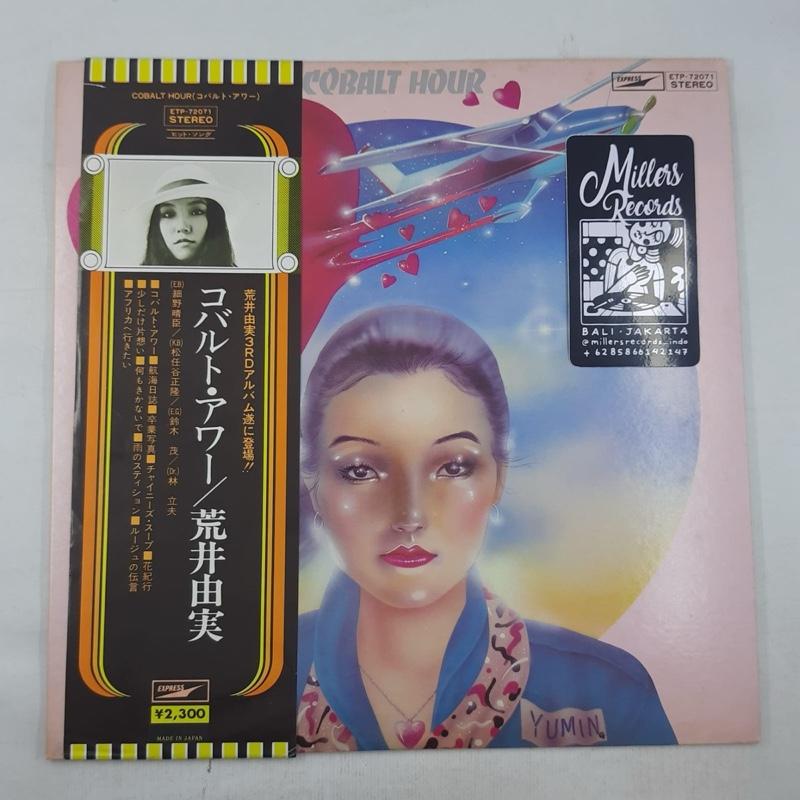 COBALT HOUR(コバルト・アワー)
ETP-72071
STEREO
ヒット・ソング
荒井由実3RDアルバム遂に登場!!
コバルト・アワー/荒井由実
(E.B)細野晴臣/(K.B)松任谷正隆/(E.G)鈴木 茂/(Dr.)林 立夫
■コバルト・アワー■航海日誌■卒業写真■チャイニーズ・スープ■花紀行
■少しだけ片想い■何もきかないで■雨のスティション■ルージュの伝言
■アフリカへ行きたい
EXPRESS
¥2,300
MADE IN JAPAN
COBALT HOUR
EXPRESS
ETP-72071
STEREO
Millers
Records
BALI · JAKARTA
@millersrecords_indo
+6285866142147
YUMIN